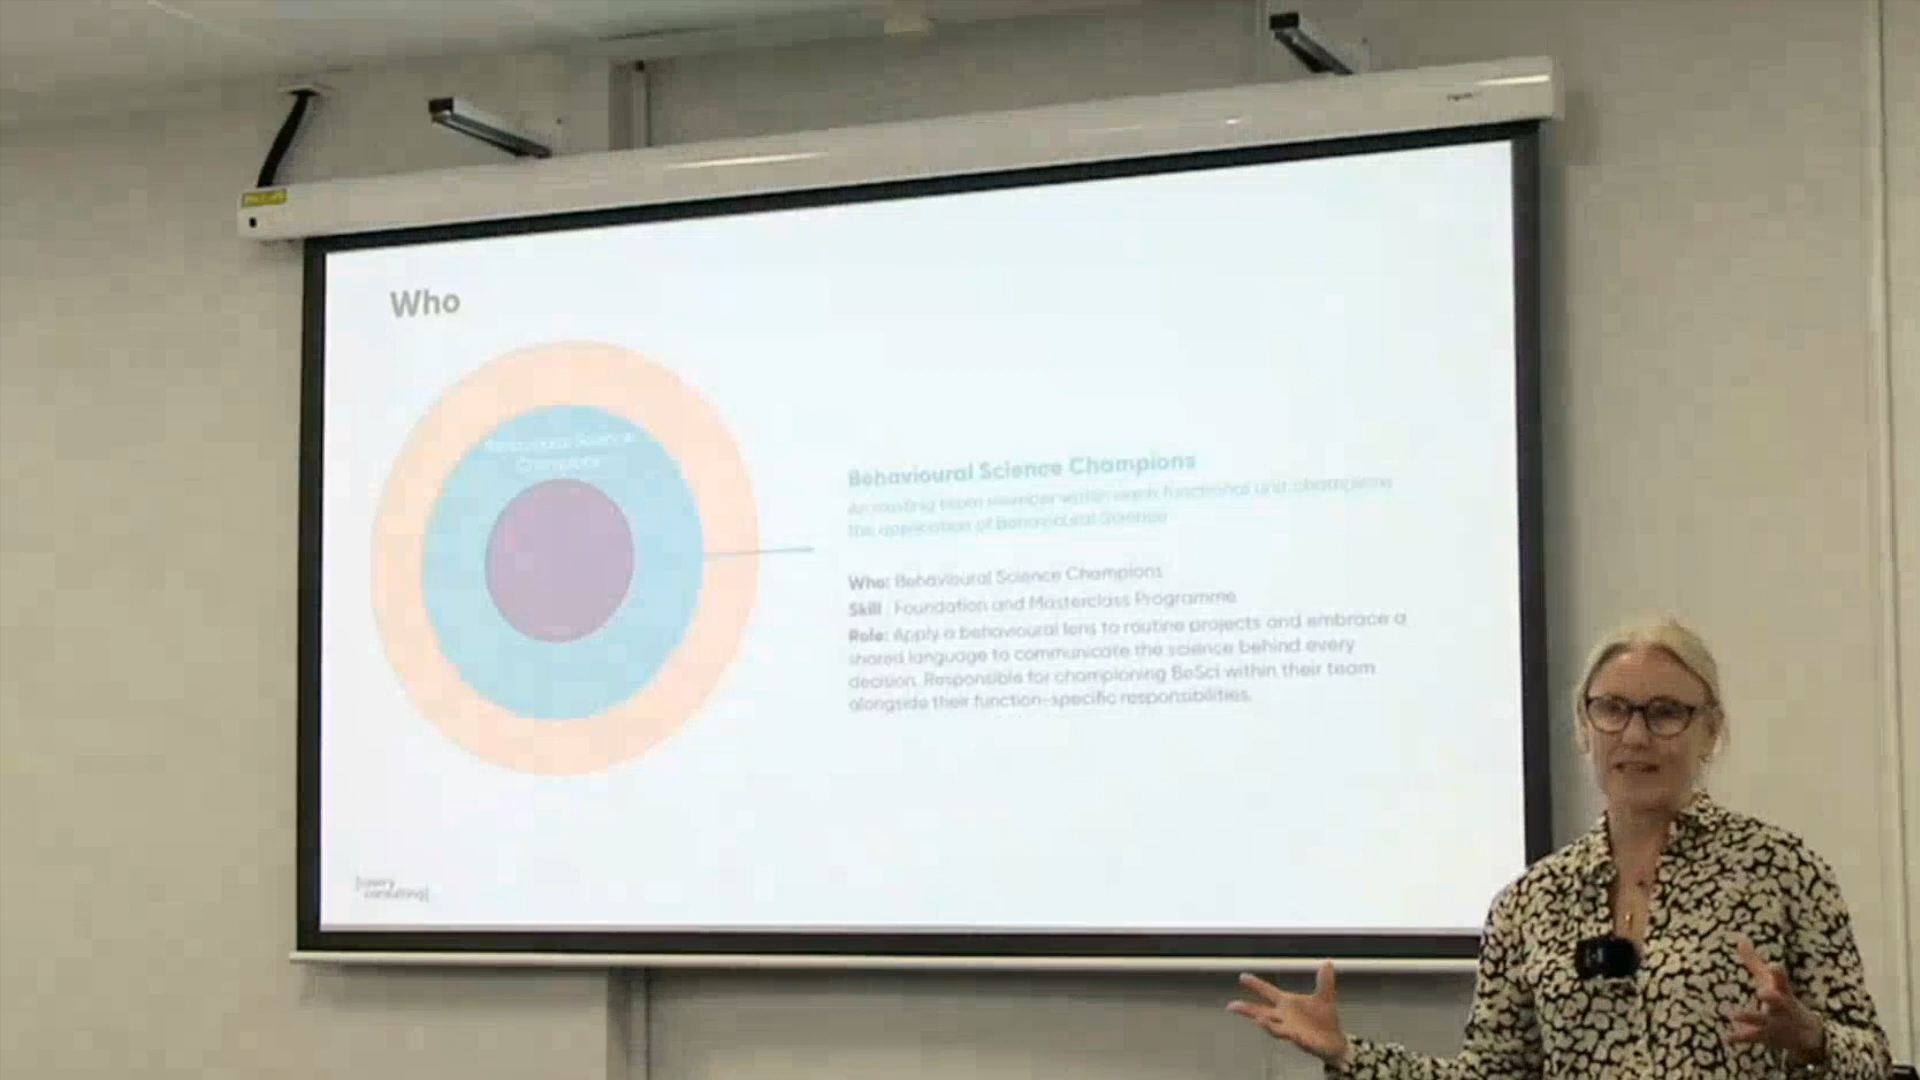 Who
Behavioural Science
Champions
Behavioural Science Champions
An existing team member within each functional unit championing
the application of Behavioural Science
Who: Behavioural Science Champions
Skill : Foundation and Masterclass Programme
Role: Apply a behavioural lens to routine projects and embrace a
shared language to communicate the science behind every
decision. Responsible for championing BeSci within their team
alongside their function-specific responsibilities.
consulting]